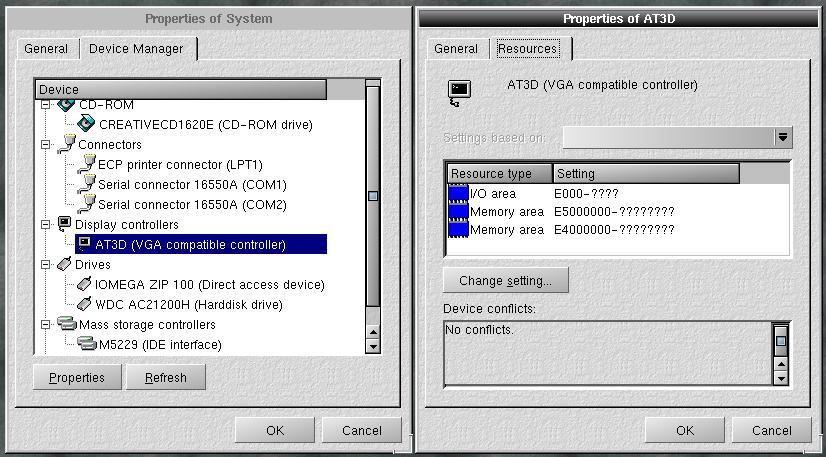 Properties of System
General
Device Manager
Device
CD-ROM
CREATIVECD1620E (CD-ROM drive)
Connectors
ECP printer connector (LPT1)
Serial connector 16550A (COM1)
Serial connector 16550A (COM2)
Display controllers
AT3D (VGA compatible controller)
Drives
IOMEGA ZIP 100 (Direct access device)
WDC AC21200H (Harddisk drive)
Mass storage controllers
M5229 (IDE interface)
Properties
Refresh
OK
Cancel
Properties of AT3D
General
Resources
AT3D (VGA compatible controller)
Settings based on:
Resource type
Setting
I/O area
E000-????
Memory area
E5000000-????????
Memory area
E4000000-????????
Change setting...
Device conflicts:
No conflicts.
OK
Cancel